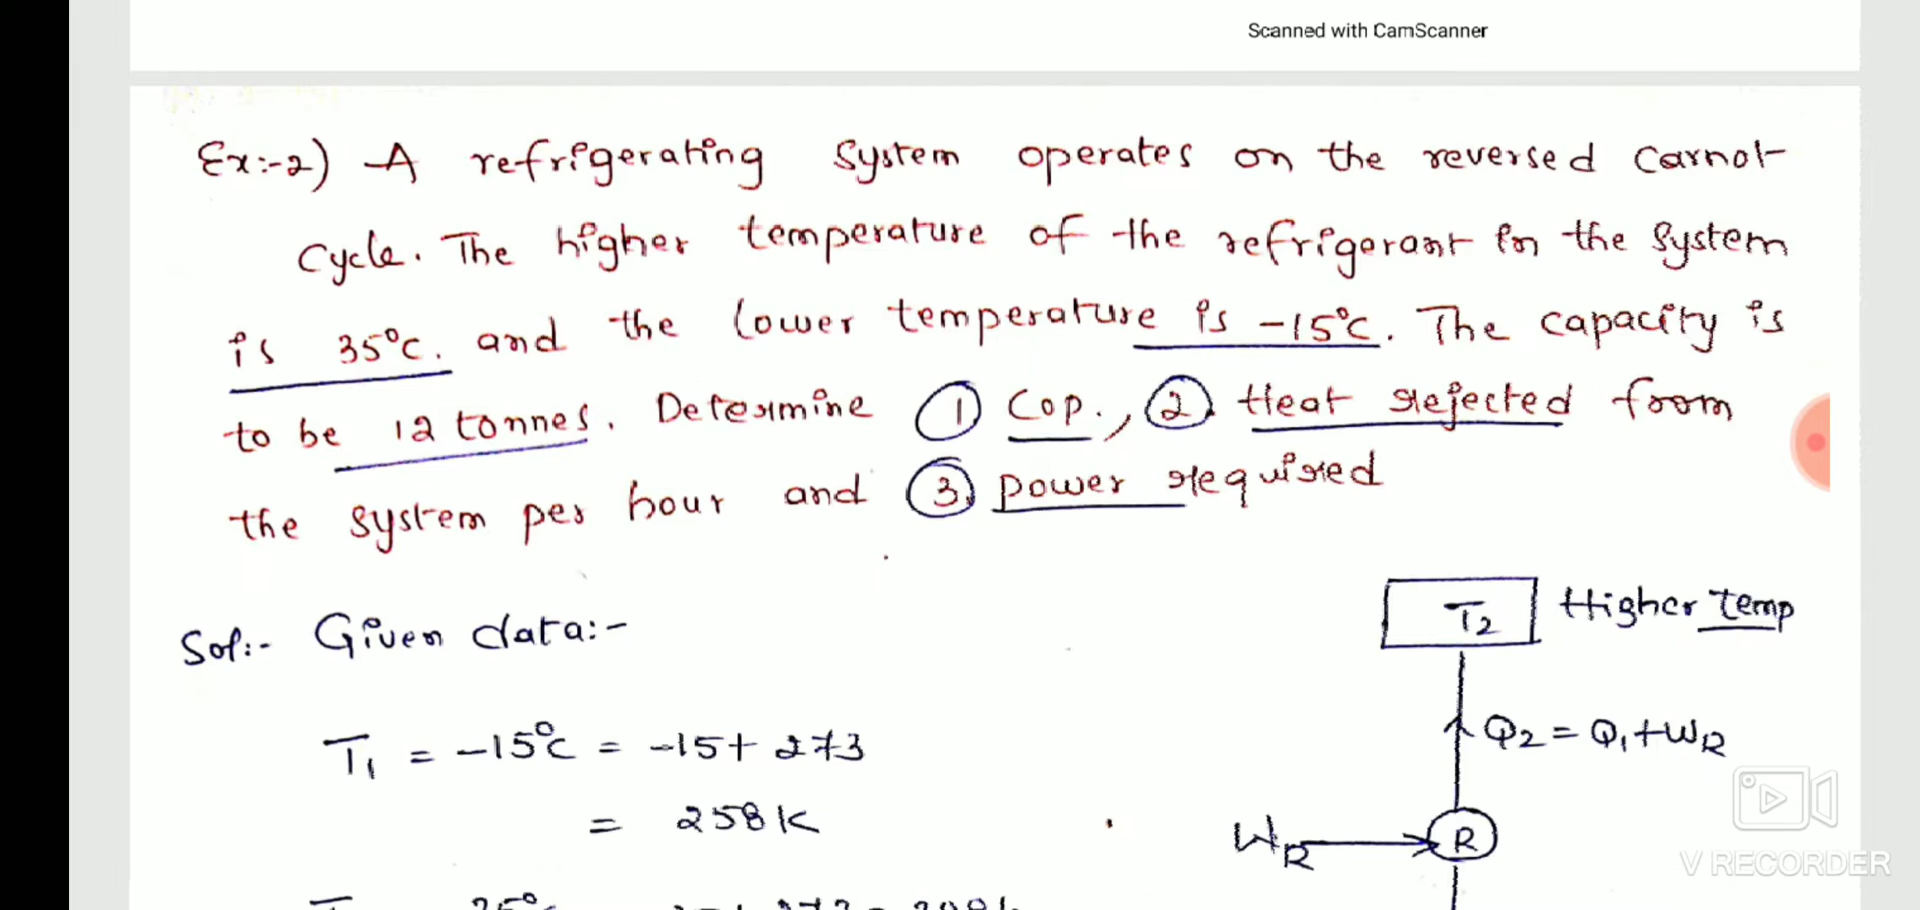 Scanned with CamScanner
Ex:-2) A refrigerating system operates on the reversed carnot
cycle. The higher temperature of the refrigerant in the system
is 35°c. and the lower temperature is -15°c. The capacity is
to be 12 tonnes. Determine ① Cop., ② Heat rejected from
the system per hour and ③ power required
Sol:- Given data:-
T2 Higher Temp
T1 = -15°c = -15 + 273
Q2 = Q1+WR
= 258K
WR R
V RECORDER